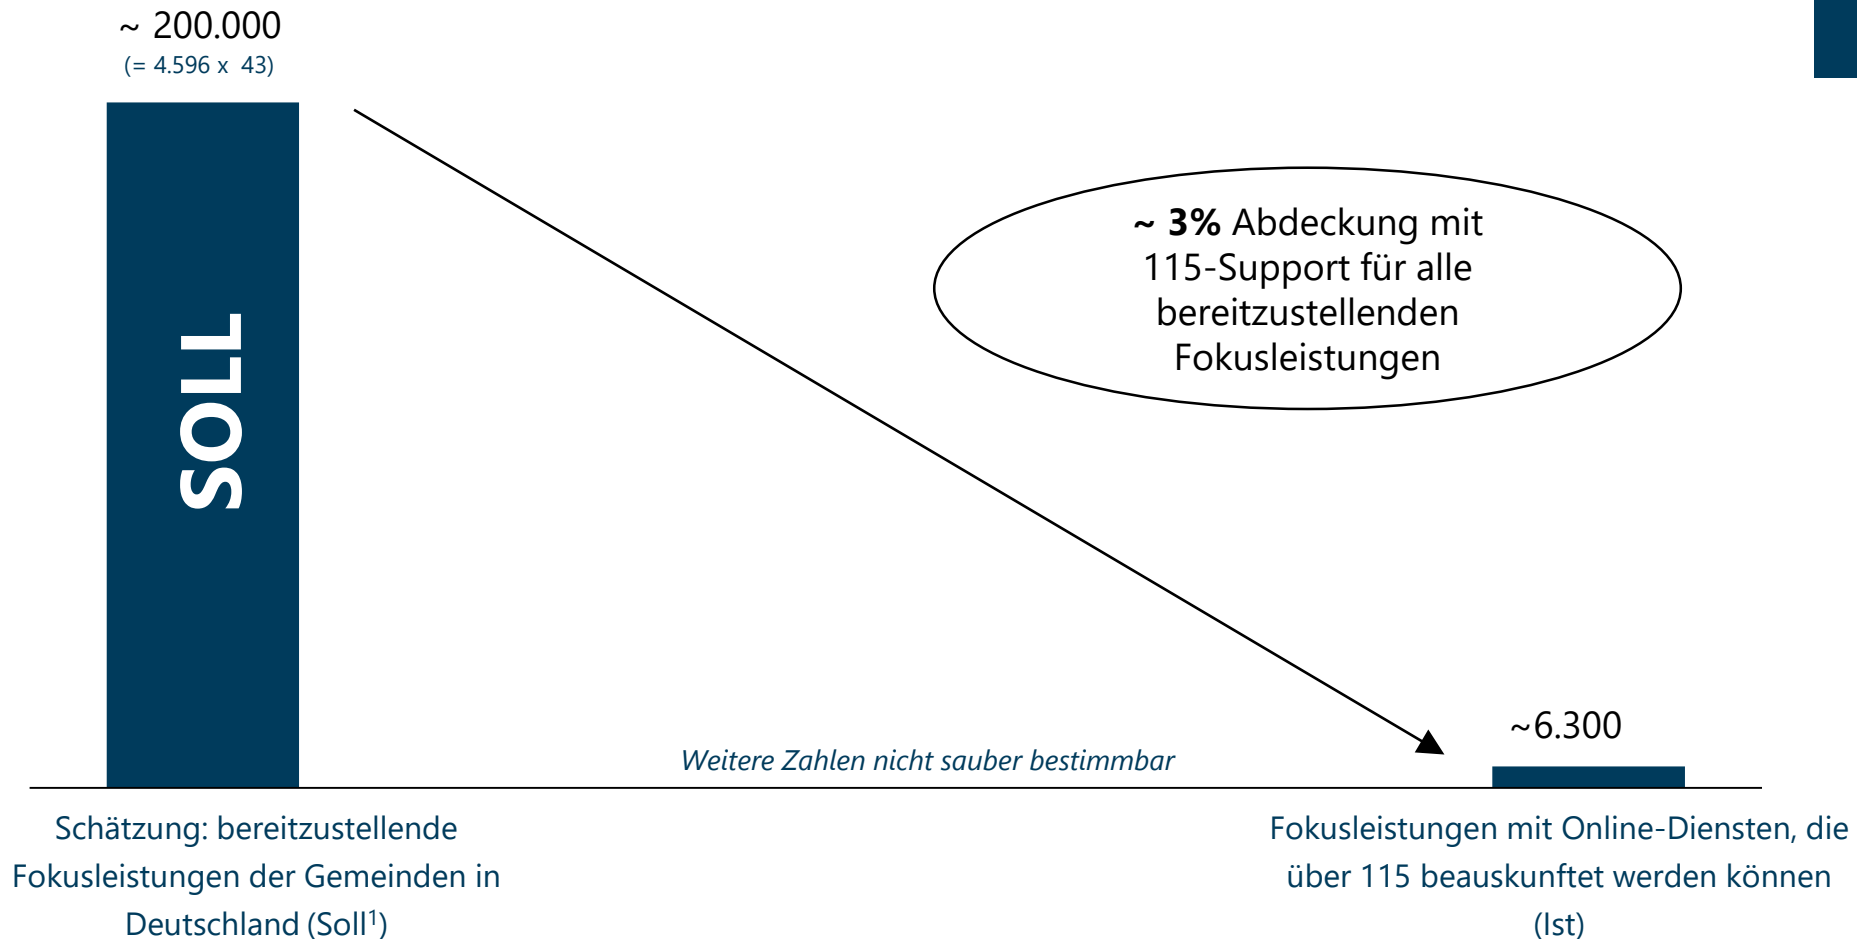 ~ 200.000
(= 4.596 x 43)
SOLL
~ 3% Abdeckung mit
115-Support für alle
bereitzustellenden
Fokusleistungen
~6.300
Weitere Zahlen nicht sauber bestimmbar
Schätzung: bereitzustellende
Fokusleistungen der Gemeinden in
Deutschland (Soll¹)
Fokusleistungen mit Online-Diensten, die
über 115 beauskunftet werden können
(Ist)